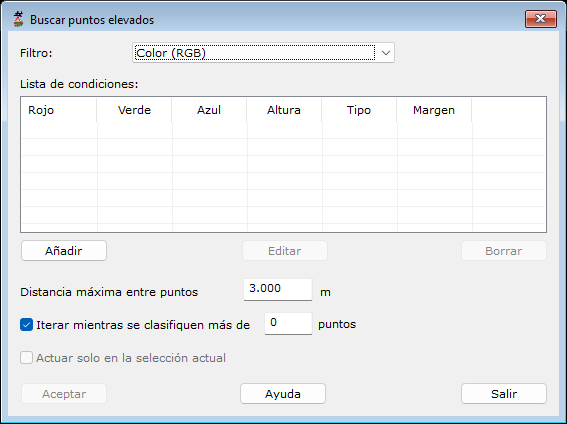 Buscar puntos elevados
Filtro: Color (RGB)
Lista de condiciones:
Rojo Verde Azul Altura Tipo Margen
Añadir Editar Borrar
Distancia máxima entre puntos 3.000 m
Iterar mientras se clasifiquen más de 0 puntos
Actuar solo en la selección actual
Aceptar Ayuda Salir